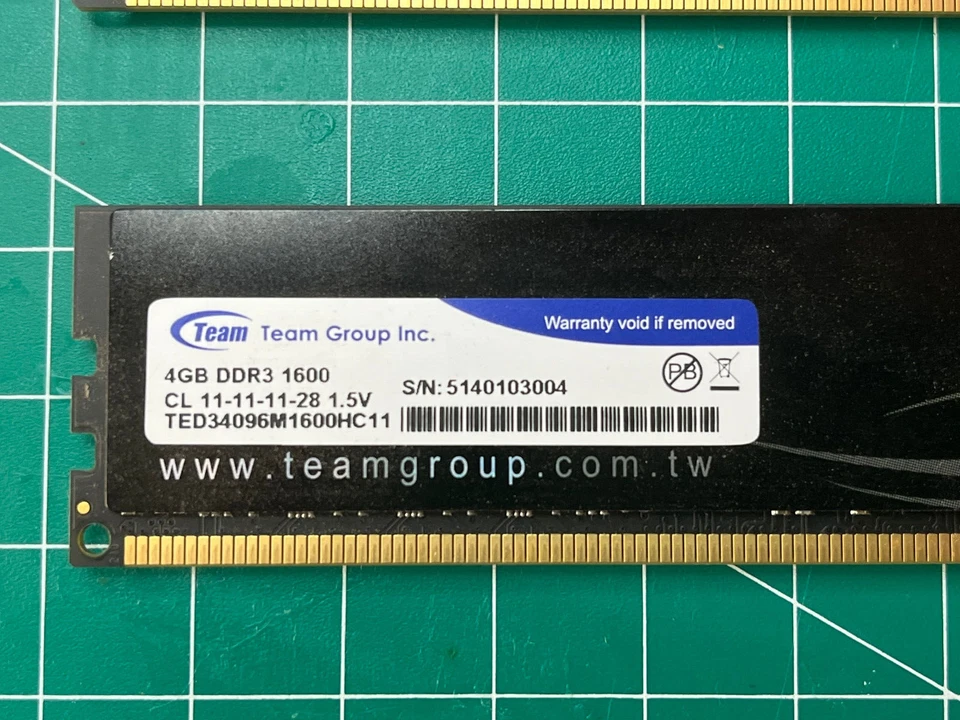 Team Team Group Inc.
Warranty void if removed
4GB DDR3 1600
CL 11-11-11-28 1.5V
TED34096M1600HC11
S/N: 5140103004
PB
www.teamgroup.com.tw